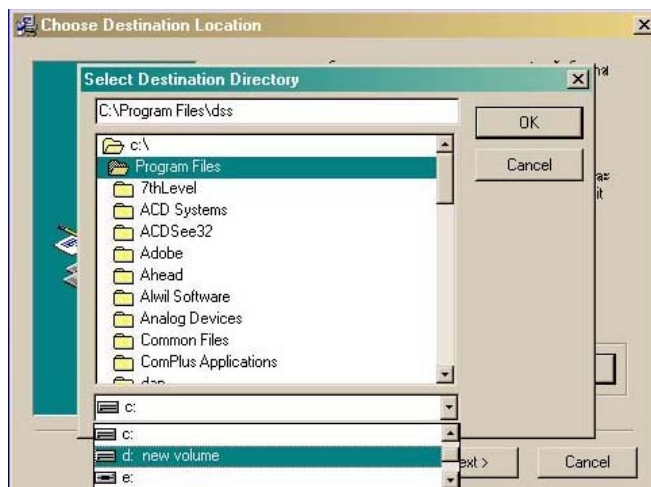 Choose Destination Location
Select Destination Directory
C:\Program Files\dss
OK
Cancel
c:\
Program Files
7thLevel
ACD Systems
ACDSee32
Adobe
Ahead
Alwil Software
Analog Devices
Common Files
ComPlus Applications
dap
c:
c:
d: new volume
e:
ext >
Cancel